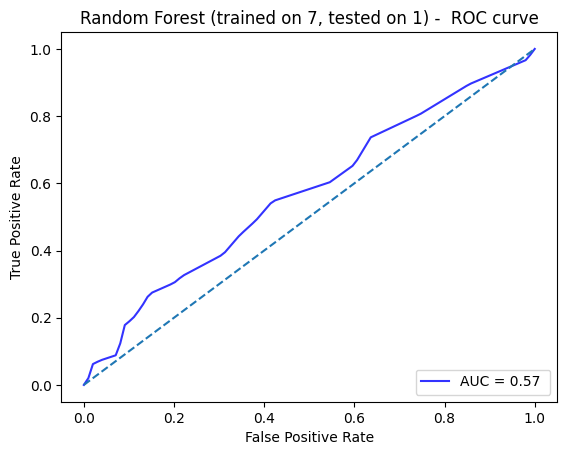 Random Forest (trained on 7, tested on 1) -  ROC curve
1.0
0.8
0.6
0.4
0.2
0.0
True Positive Rate
AUC = 0.57
0.0 0.2 0.4 0.6 0.8 1.0
False Positive Rate